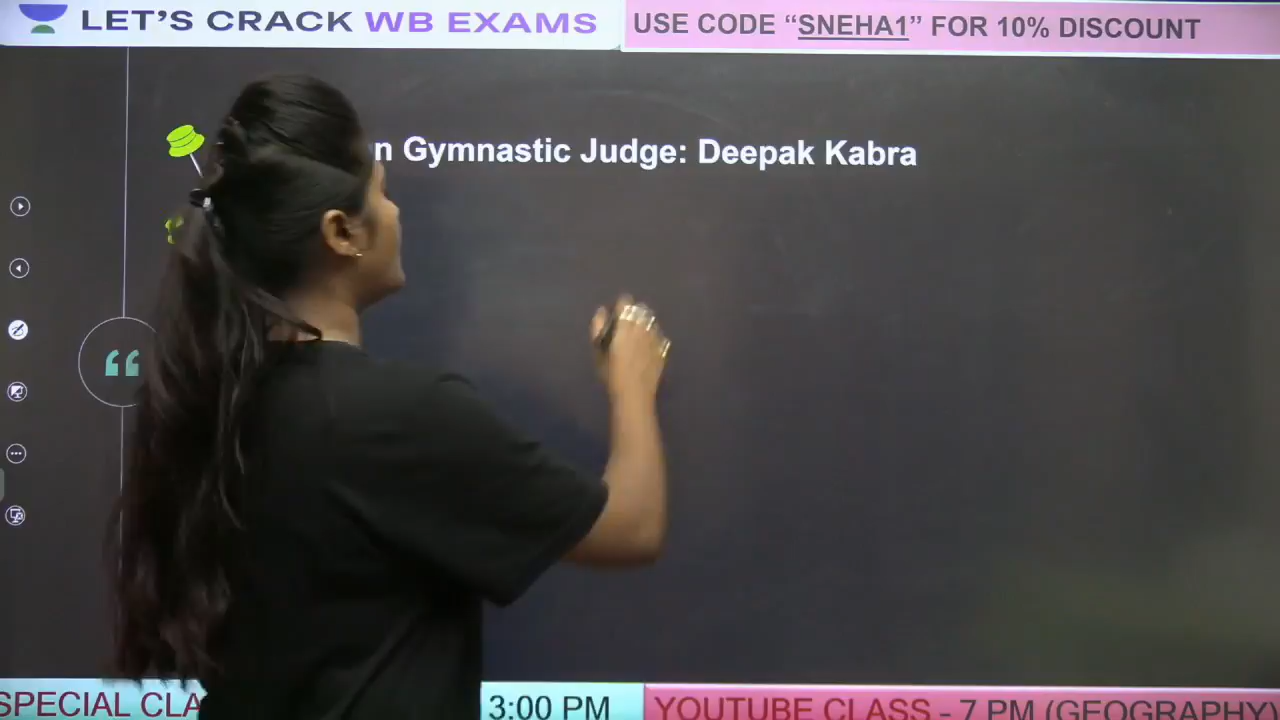 LET'S CRACK WB EXAMS
USE CODE “SNEHA1” FOR 10% DISCOUNT
n Gymnastic Judge: Deepak Kabra
SPECIAL CLA
3:00 PM
YOUTUBE CLASS - 7 PM (GEOGRAPHY)